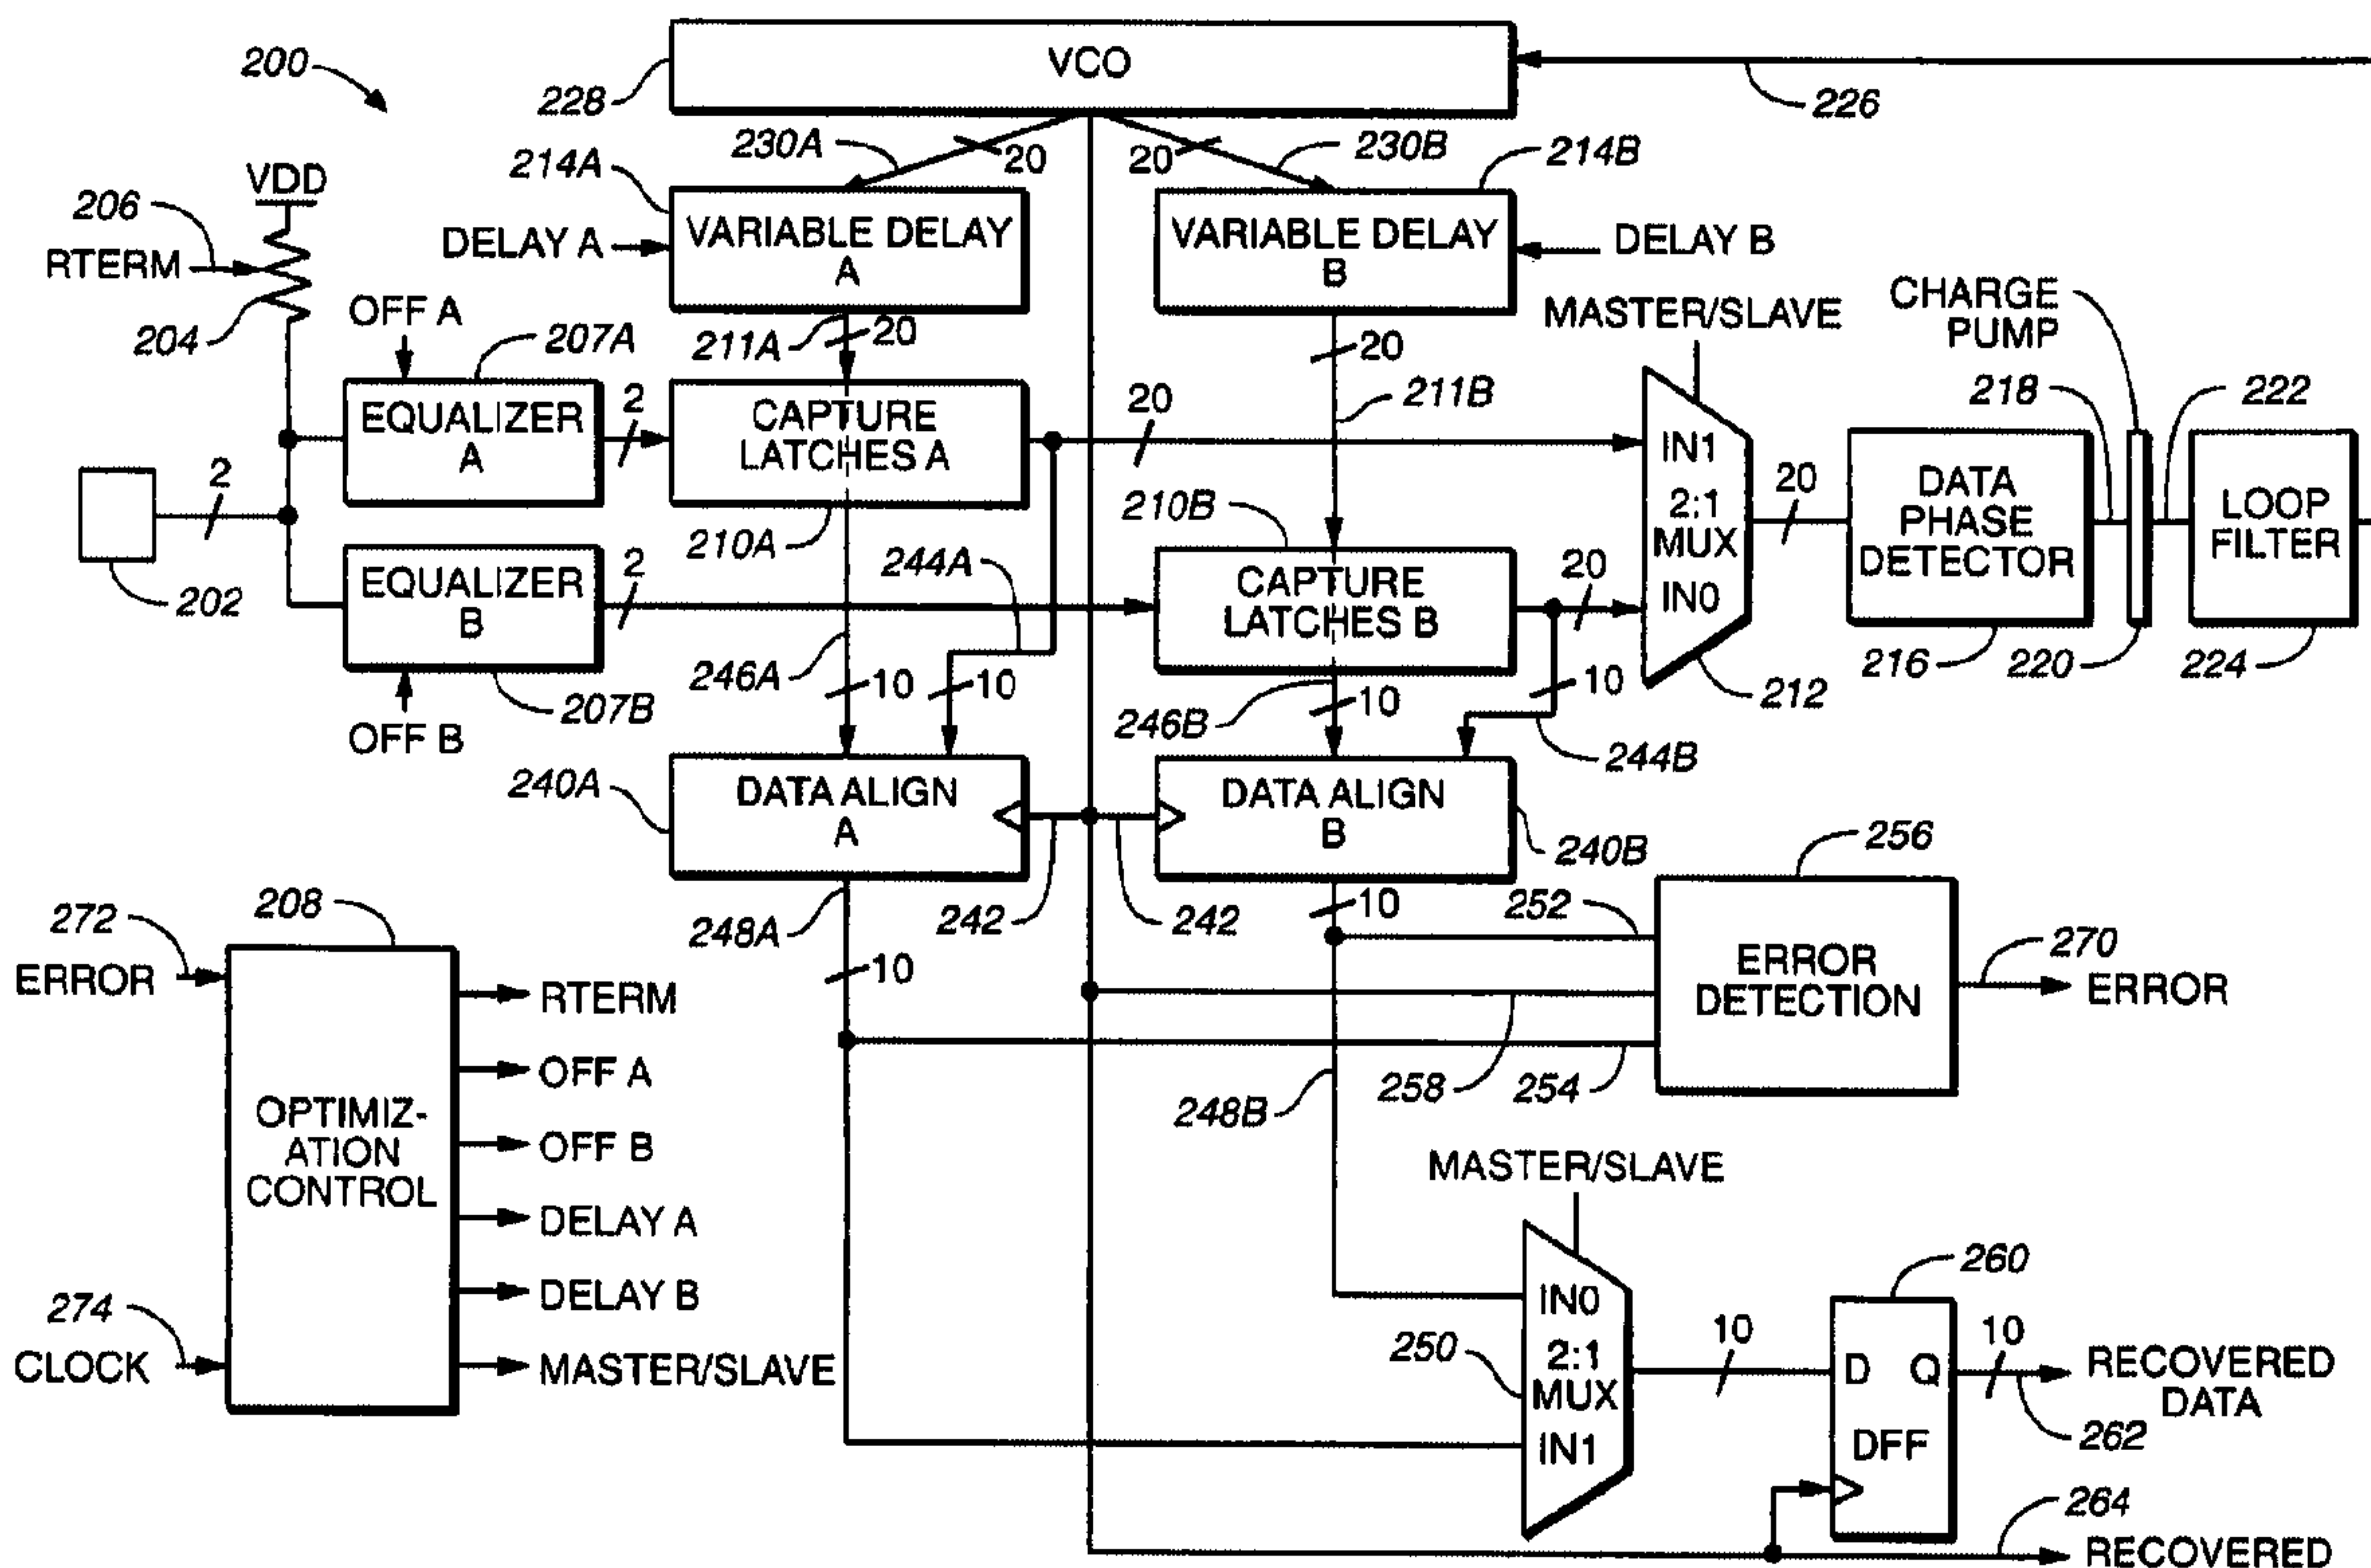 200
VCO
228
226
230A
20
20
230B
214A
214B
VDD
206
RTERM
204
DELAY A
VARIABLE DELAY
A
VARIABLE DELAY
B
DELAY B
211A
20
20
211B
MASTER/SLAVE
CHARGE
PUMP
OFF A
207A
EQUALIZER
A
2
CAPTURE
LATCHES A
210A
20
IN1
2:1
MUX
IN0
212
20
DATA
PHASE
DETECTOR
216
218
220
222
LOOP
FILTER
224
202
2
EQUALIZER
B
2
207B
OFF B
210B
CAPTURE
LATCHES B
20
244A
246A
10
10
246B
10
10
244B
240A
DATA ALIGN
A
DATA ALIGN
B
240B
242
242
248A
10
10
252
256
ERROR
DETECTION
270
ERROR
258
254
248B
272
ERROR
208
OPTIMIZ-
ATION
CONTROL
274
CLOCK
RTERM
OFF A
OFF B
DELAY A
DELAY B
MASTER/SLAVE
MASTER/SLAVE
IN0
2:1
MUX
IN1
250
10
260
D Q
DFF
10
RECOVERED
DATA
262
264
RECOVERED